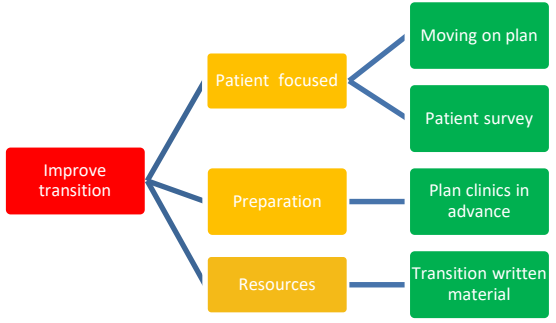 Improve
transition
Patient focused
Moving on plan
Patient survey
Preparation
Plan clinics in
advance
Resources
Transition written
material